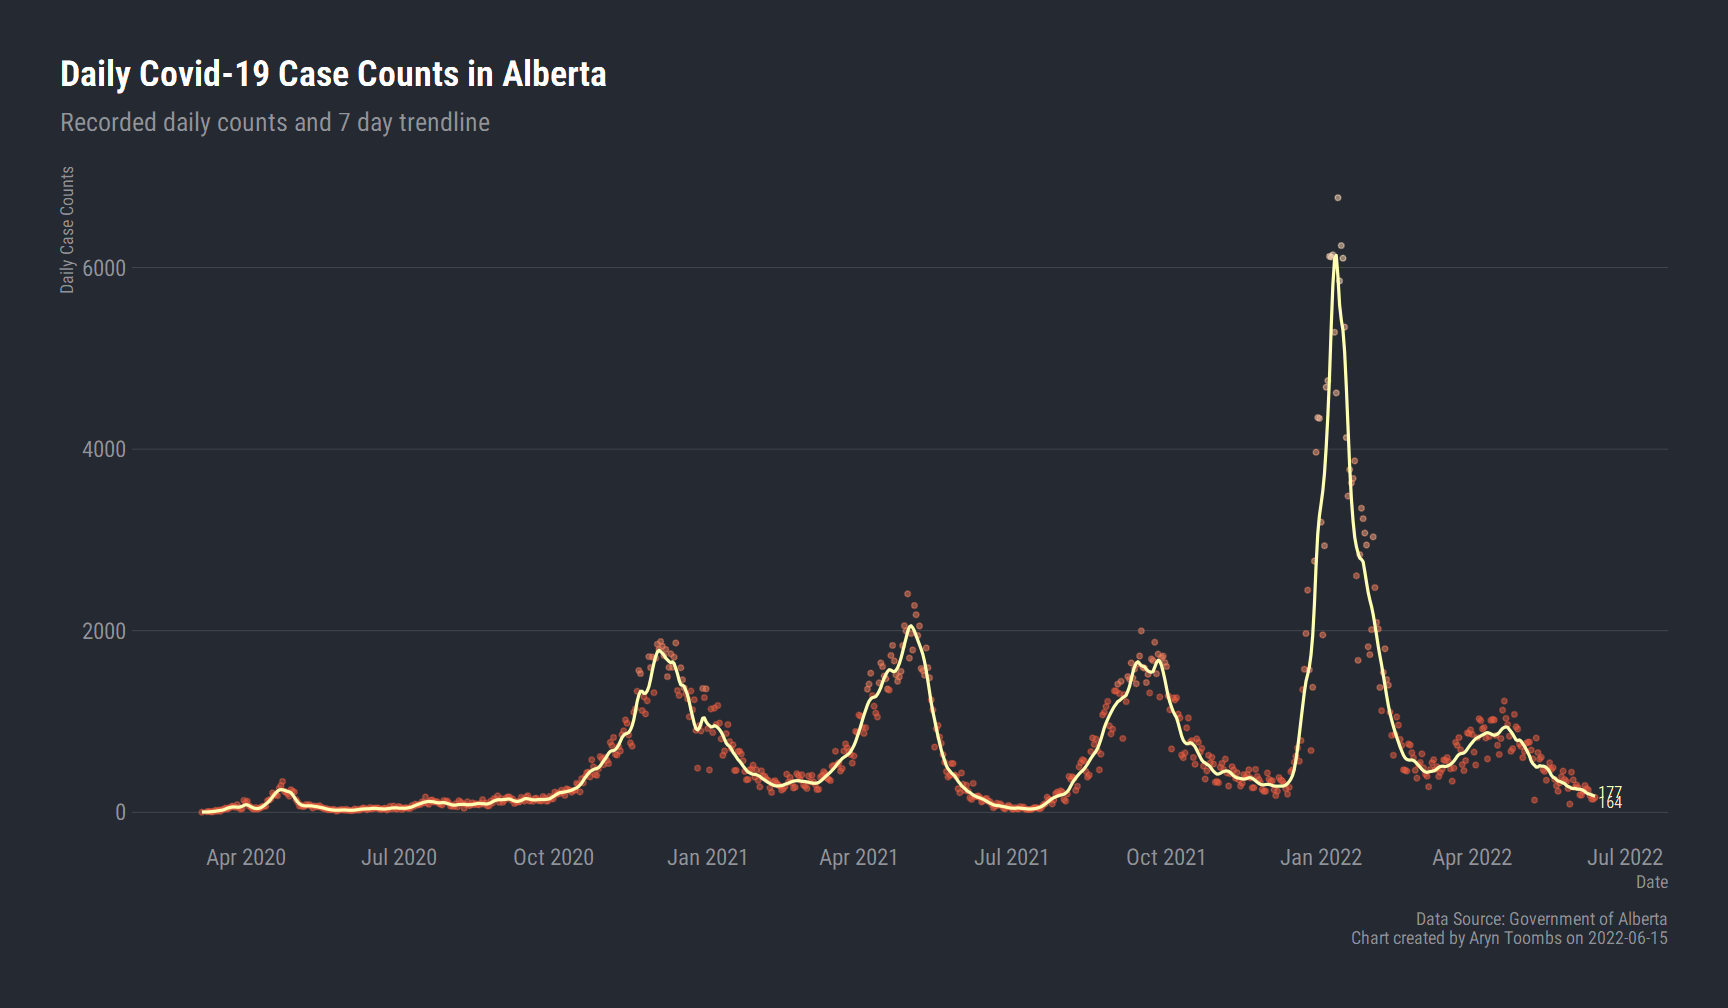 Daily Covid-19 Case Counts in Alberta
Recorded daily counts and 7 day trendline
Daily Case Counts
6000
4000
2000
0
177
164
Apr 2020
Jul 2020
Oct 2020
Jan 2021
Apr 2021
Jul 2021
Oct 2021
Jan 2022
Apr 2022
Jul 2022
Date
Data Source: Government of Alberta
Chart created by Aryn Toombs on 2022-06-15